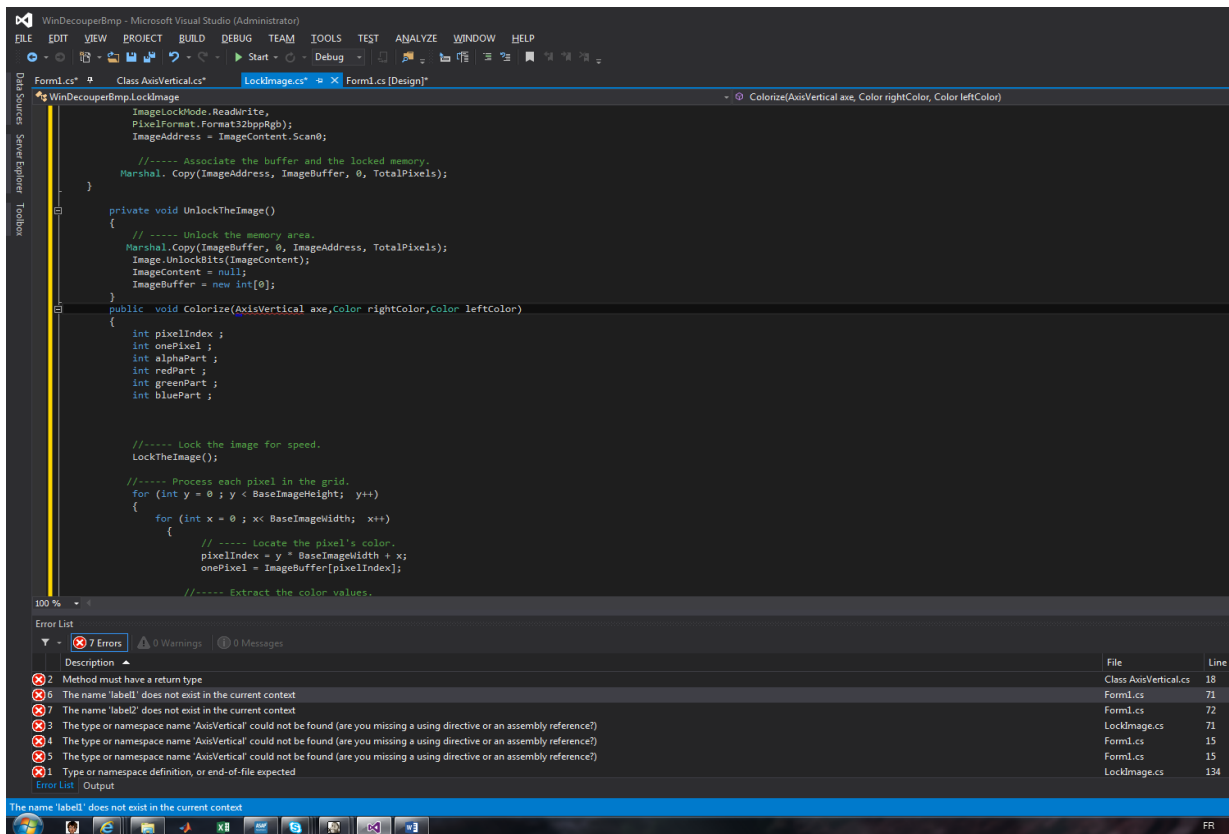 WinDecouperBmp - Microsoft Visual Studio (Administrator)
FILE EDIT VIEW PROJECT BUILD DEBUG TEAM TOOLS TEST ANALYZE WINDOW HELP
Start Debug
Form1.cs* Class AxisVertical.cs* LockImage.cs* Form1.cs [Design]*
Data Sources
Server Explorer
Toolbox
WinDecouperBmp.LockImage Colorize(AxisVertical axe, Color rightColor, Color leftColor)
ImageLockMode.ReadWrite,
PixelFormat.Format32bppRgb);
ImageAddress = ImageContent.Scan0;
//----- Associate the buffer and the locked memory.
Marshal. Copy(ImageAddress, ImageBuffer, 0, TotalPixels);
}
private void UnlockTheImage()
{
// ----- Unlock the memory area.
Marshal.Copy(ImageBuffer, 0, ImageAddress, TotalPixels);
Image.UnlockBits(ImageContent);
ImageContent = null;
ImageBuffer = new int[0];
}
public void Colorize(AxisVertical axe,Color rightColor,Color leftColor)
{
int pixelIndex ;
int onePixel ;
int alphaPart ;
int redPart ;
int greenPart ;
int bluePart ;
//----- Lock the image for speed.
LockTheImage();
//----- Process each pixel in the grid.
for (int y = 0 ; y < BaseImageHeight; y++)
{
for (int x = 0 ; x< BaseImageWidth; x++)
{
// ----- Locate the pixel's color.
pixelIndex = y * BaseImageWidth + x;
onePixel = ImageBuffer[pixelIndex];
//----- Extract the color values.
100 %
Error List
7 Errors 0 Warnings 0 Messages
Description File Line
2 Method must have a return type Class AxisVertical.cs 18
6 The name 'label1' does not exist in the current context Form1.cs 71
7 The name 'label2' does not exist in the current context Form1.cs 72
3 The type or namespace name 'AxisVertical' could not be found (are you missing a using directive or an assembly reference?) LockImage.cs 71
4 The type or namespace name 'AxisVertical' could not be found (are you missing a using directive or an assembly reference?) Form1.cs 15
5 The type or namespace name 'AxisVertical' could not be found (are you missing a using directive or an assembly reference?) Form1.cs 15
1 Type or namespace definition, or end-of-file expected LockImage.cs 134
Error List Output
The name 'label1' does not exist in the current context
FR